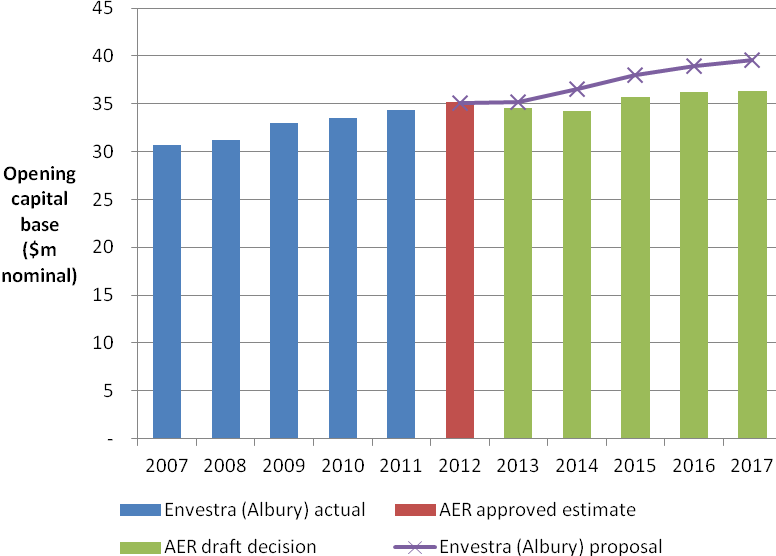 45
40
35
30
25
20
15
10
5
-
Opening
capital
base
($m
nominal)
2007 2008 2009 2010 2011 2012 2013 2014 2015 2016 2017
Envestra (Albury) actual AER approved estimate
AER draft decision Envestra (Albury) proposal